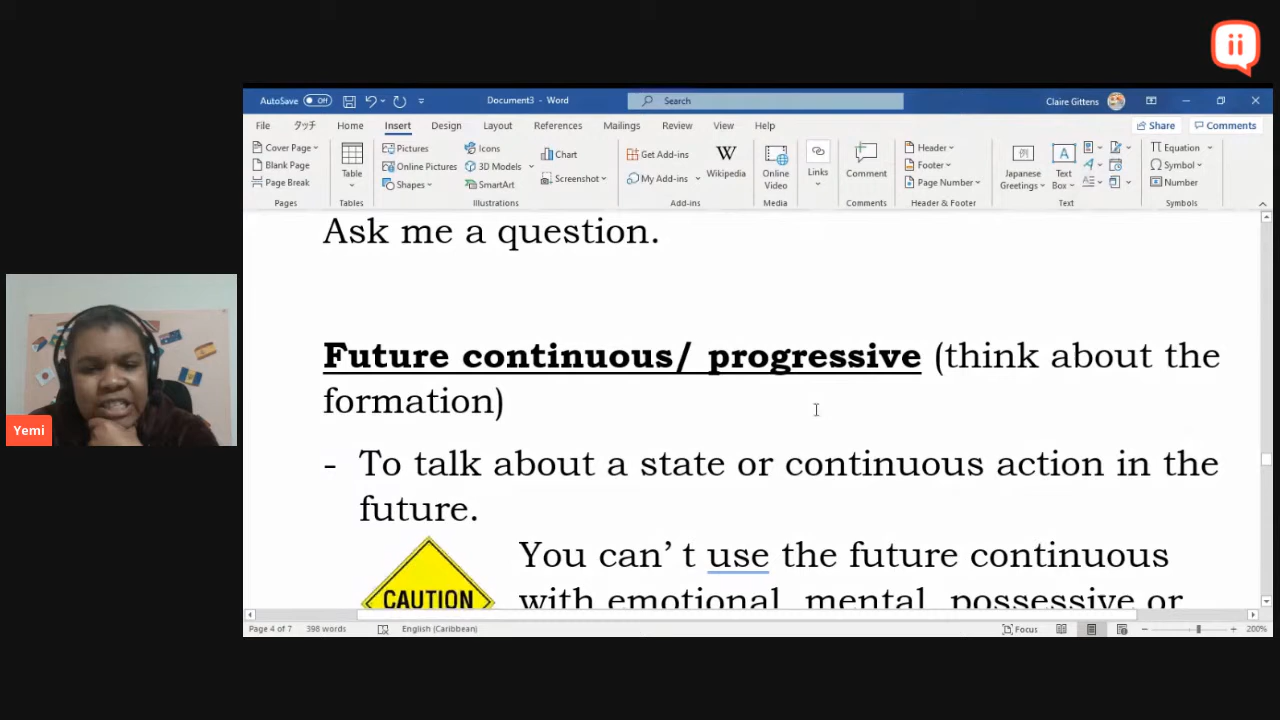 AutoSave Off Document3 - Word Search Claire Gittens
File タッチ Home Insert Design Layout References Mailings Review View Help Share Comments
Cover Page
Blank Page
Page Break
Pages
Table
Tables
Pictures
Online Pictures
Shapes
Icons
3D Models
SmartArt
Chart
Screenshot
Illustrations
Get Add-ins
My Add-ins
W
Wikipedia
Add-ins
Online
Video
Media
Links
Comment
Comments
Header
Footer
Page Number
Header & Footer
Japanese
Greetings
Text
Box
Text
Equation
Symbol
Number
Symbols
Ask me a question.
Future continuous/ progressive (think about the
formation)
- To talk about a state or continuous action in the
future.
CAUTION
You can't use the future continuous
with emotional, mental, possessive or
Yemi
Page 4 of 7 398 words English (Caribbean) Focus 200%